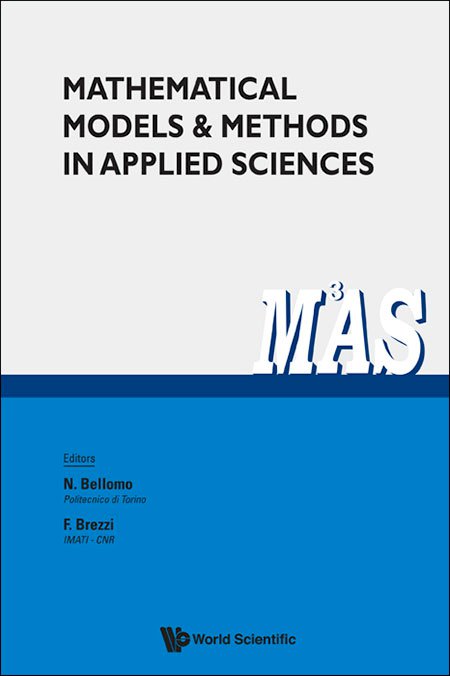 MATHEMATICAL
MODELS & METHODS
IN APPLIED SCIENCES
M³AS
Editors
N. Bellomo
Politecnico di Torino
F. Brezzi
IMATI - CNR
World Scientific